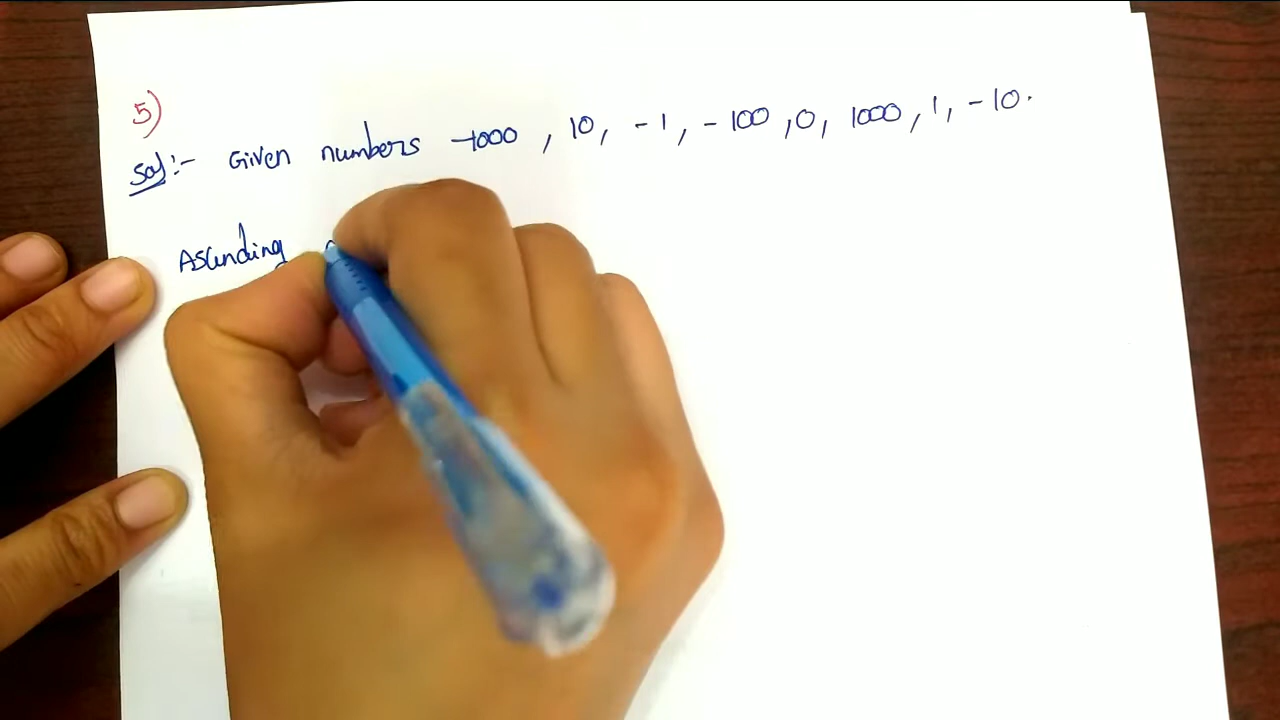 5)
Sol:- Given numbers -1000, 10, -1, -100, 0, 1000, 1, -10.
Ascending